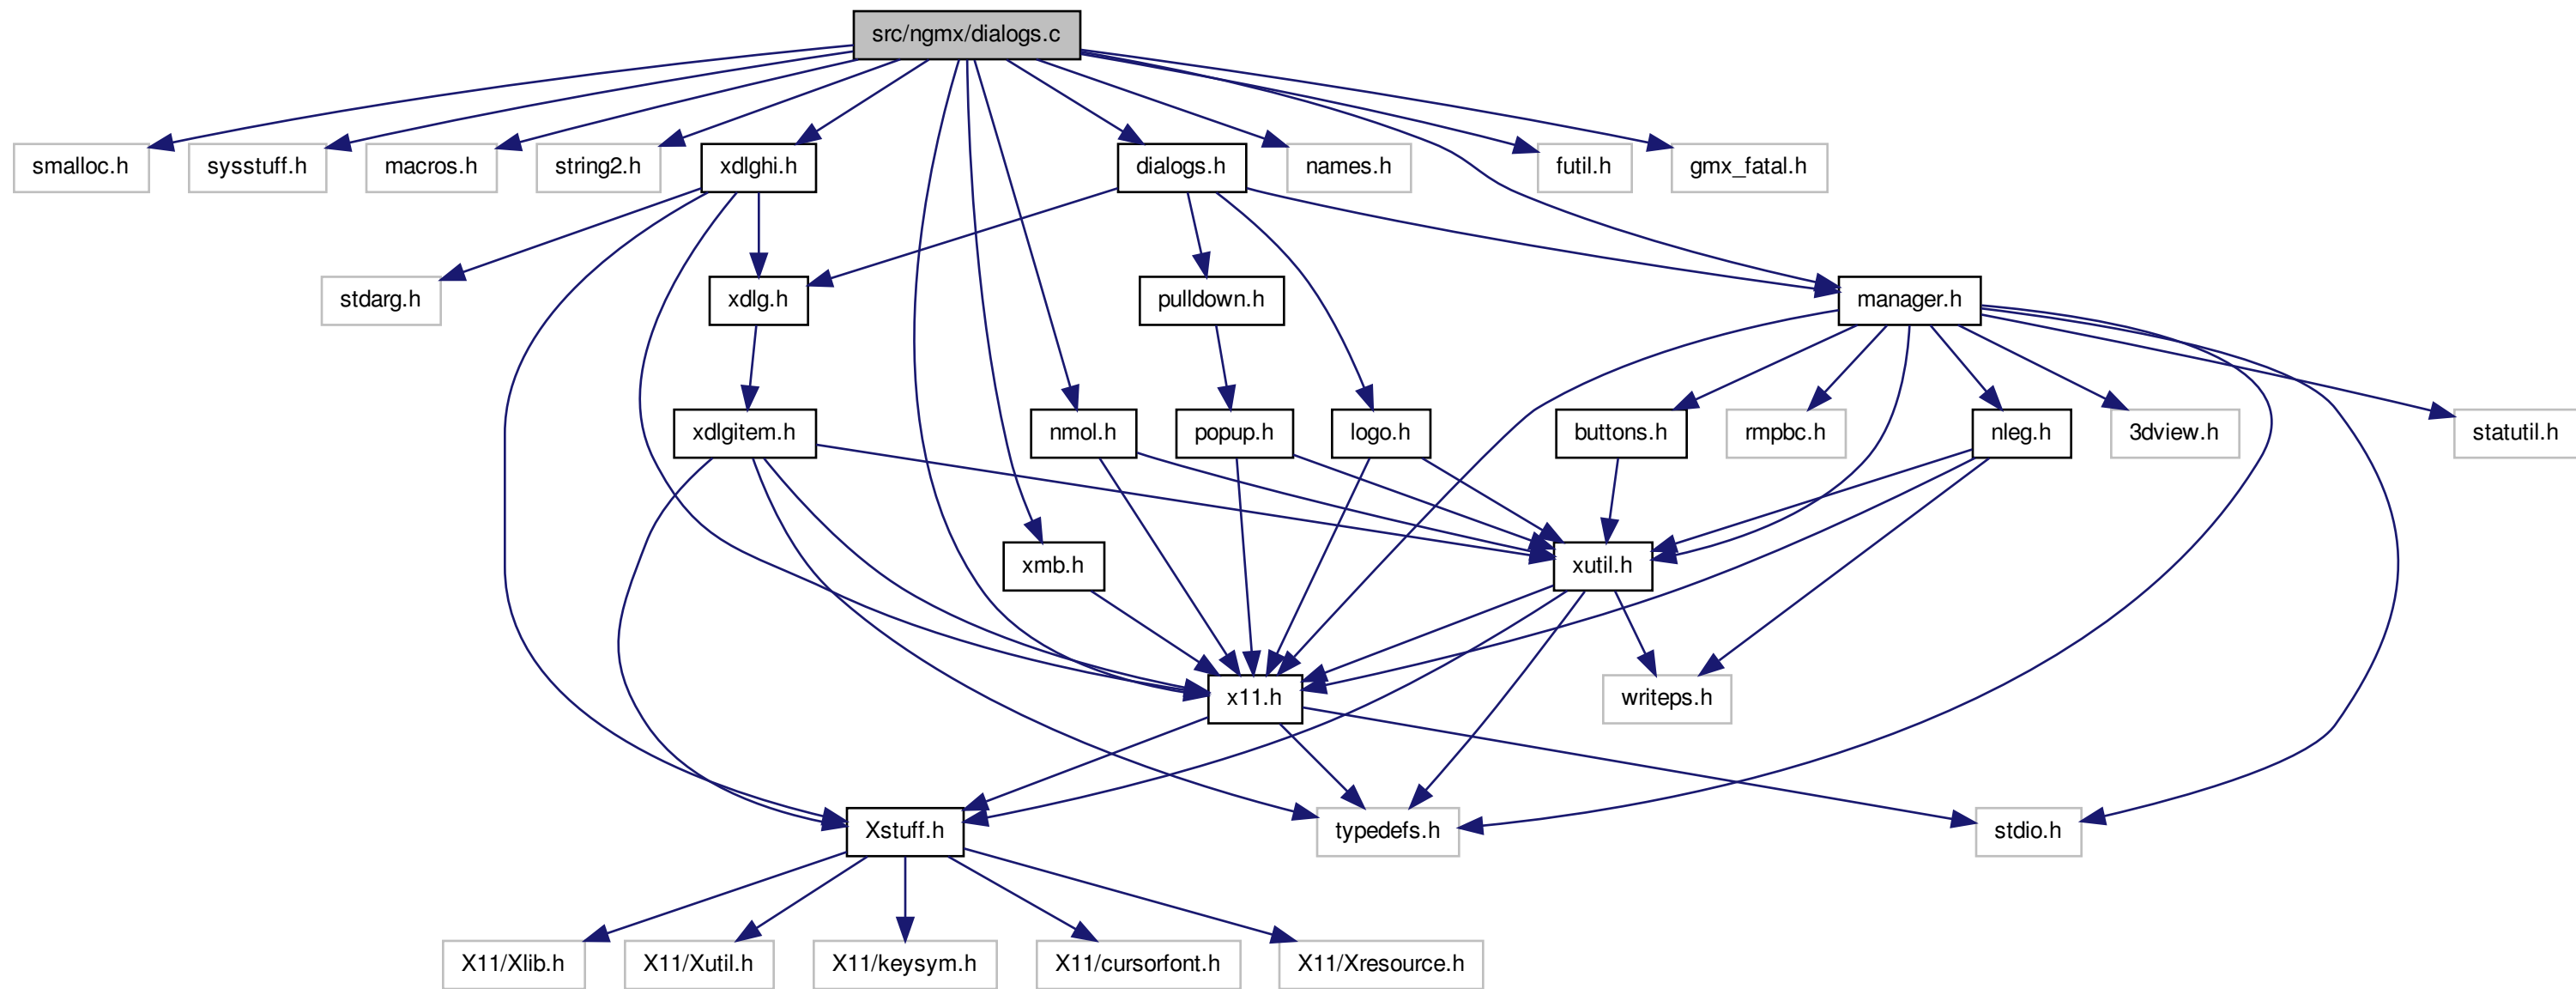 src/ngmx/dialogs.c
smalloc.h
sysstuff.h
macros.h
string2.h
xdlghi.h
dialogs.h
names.h
futil.h
gmx_fatal.h
stdarg.h
xdlg.h
pulldown.h
manager.h
xdlgitem.h
nmol.h
popup.h
logo.h
buttons.h
rmpbc.h
nleg.h
3dview.h
statutil.h
xmb.h
xutil.h
x11.h
writeps.h
Xstuff.h
typedefs.h
stdio.h
X11/Xlib.h
X11/Xutil.h
X11/keysym.h
X11/cursorfont.h
X11/Xresource.h